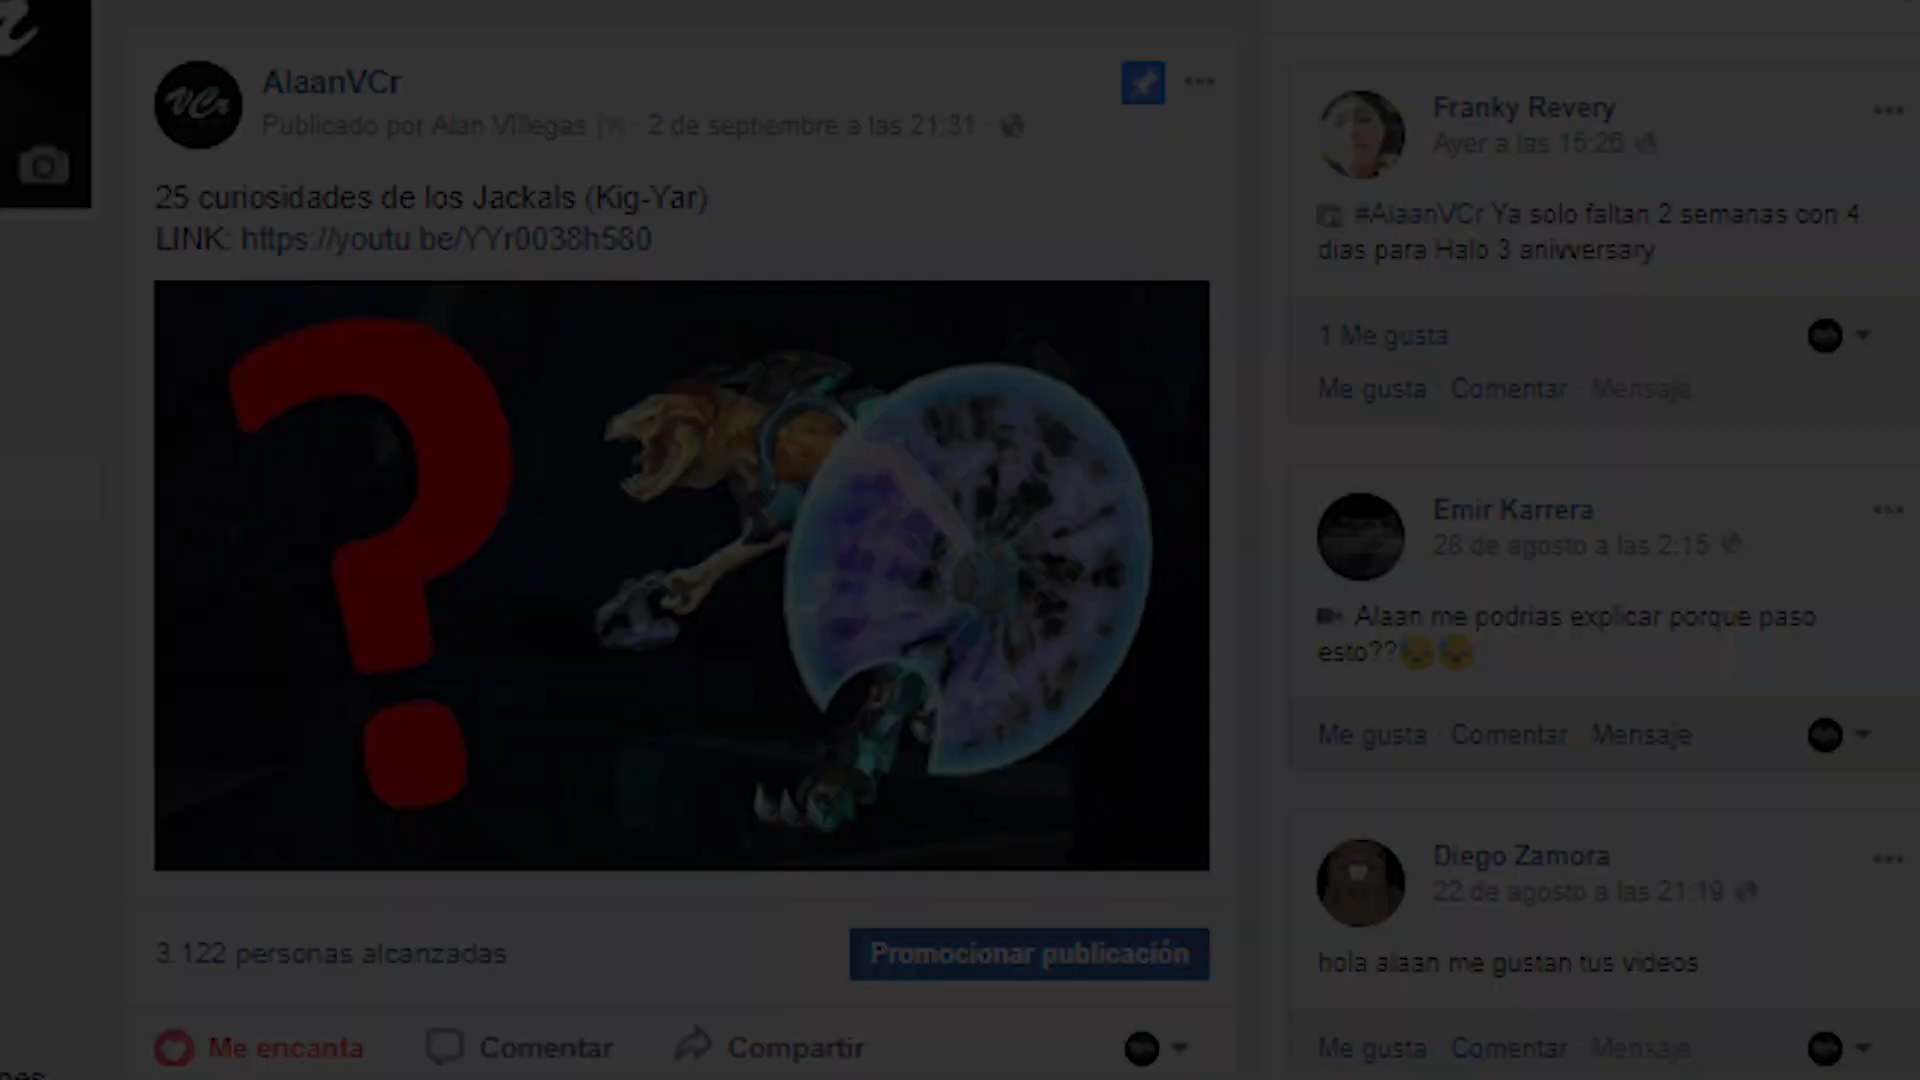 AlaanVCr
Publicado por Alan Villegas · 2 de septiembre a las 21:31 ·
25 curiosidades de los Jackals (Kig-Yar)
LINK: https://youtu.be/YYr0038h580
?
3.122 personas alcanzadas
Promocionar publicación
Me encanta Comentar Compartir
VCr
Franky Revery
Ayer a las 15:26
#AlaanVCr Ya solo faltan 2 semanas con 4
dias para Halo 3 anivversary
1 Me gusta
Me gusta · Comentar · Mensaje
Emir Karrera
28 de agosto a las 2:15
Alaan me podrias explicar porque paso
esto??😓😓
Me gusta · Comentar · Mensaje
Diego Zamora
22 de agosto a las 21:19
hola alaan me gustan tus videos
Me gusta · Comentar · Mensaje